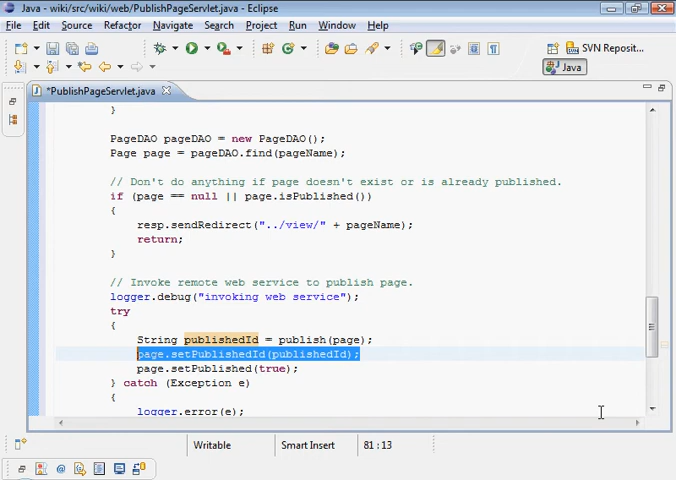 Java - wiki/src/wiki/web/PublishPageServlet.java - Eclipse
File Edit Source Refactor Navigate Search Project Run Window Help
SVN Reposit...
Java
*PublishPageServlet.java
}
PageDAO pageDAO = new PageDAO();
Page page = pageDAO.find(pageName);
// Don't do anything if page doesn't exist or is already published.
if (page == null || page.isPublished())
{
resp.sendRedirect("../view/" + pageName);
return;
}
// Invoke remote web service to publish page.
logger.debug("invoking web service");
try
{
String publishedId = publish(page);
page.setPublishedId(publishedId);
page.setPublished(true);
} catch (Exception e)
{
logger.error(e);
Writable Smart Insert 81 : 13